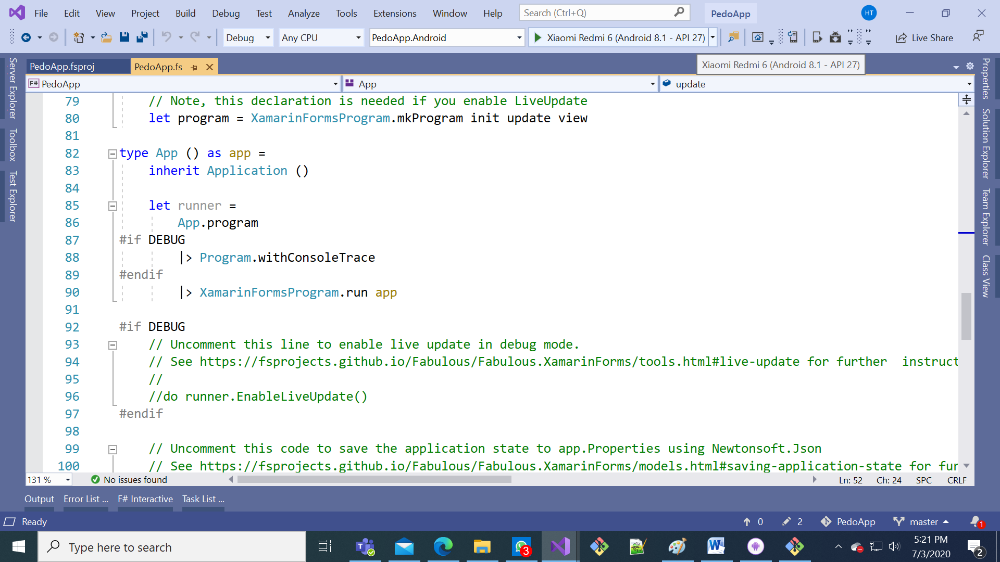 File Edit View Project Build Debug Test Analyze Tools Extensions Window Help Search (Ctrl+Q) PedoApp HT
Debug Any CPU PedoApp.Android Xiaomi Redmi 6 (Android 8.1 - API 27) Live Share
Xiaomi Redmi 6 (Android 8.1 - API 27)
PedoApp.fsproj PedoApp.fs
F# PedoApp App update
Server Explorer
Toolbox
Test Explorer
Properties
Solution Explorer
Team Explorer
Class View
79 // Note, this declaration is needed if you enable LiveUpdate
80 let program = XamarinFormsProgram.mkProgram init update view
81
82 type App () as app =
83 inherit Application ()
84
85 let runner =
86 App.program
87 #if DEBUG
88 |> Program.withConsoleTrace
89 #endif
90 |> XamarinFormsProgram.run app
91
92 #if DEBUG
93 // Uncomment this line to enable live update in debug mode.
94 // See https://fsprojects.github.io/Fabulous/Fabulous.XamarinForms/tools.html#live-update for further  instruct
95 //
96 //do runner.EnableLiveUpdate()
97 #endif
98
99 // Uncomment this code to save the application state to app.Properties using Newtonsoft.Json
100 // See https://fsprojects.github.io/Fabulous/Fabulous.XamarinForms/models.html#saving-application-state for fur
131 % No issues found Ln: 52 Ch: 24 SPC CRLF
Output Error List ... F# Interactive Task List ...
Ready 0 2 PedoApp master 1
Type here to search 3 5:21 PM
7/3/2020 2